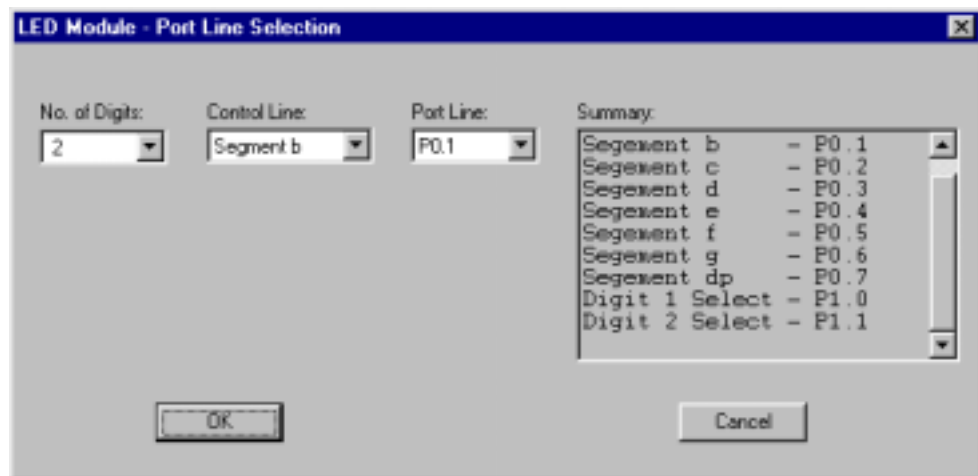 LED Module - Port Line Selection
No. of Digits: Control Line: Port Line: Summary:
2 Segment b P0.1
Segement b - P0.1
Segement c - P0.2
Segement d - P0.3
Segement e - P0.4
Segement f - P0.5
Segement g - P0.6
Segement dp - P0.7
Digit 1 Select - P1.0
Digit 2 Select - P1.1
OK Cancel